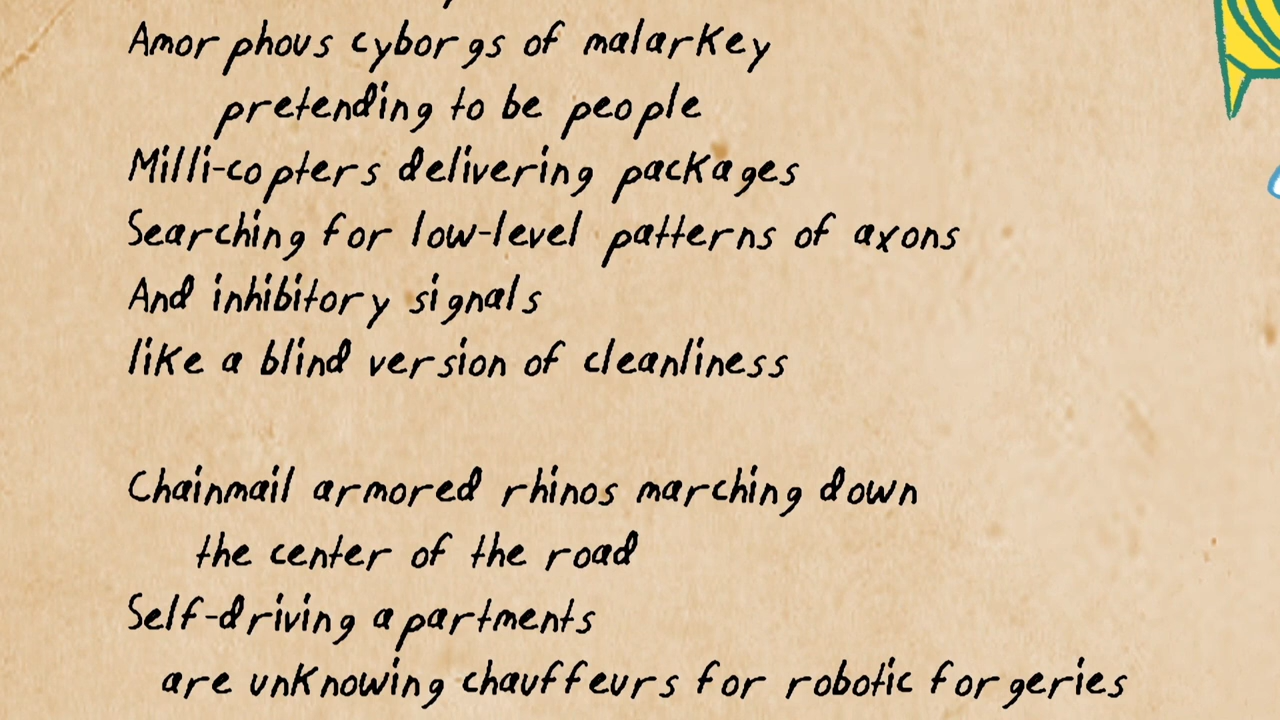 Amorphous cyborgs of malarkey
pretending to be people
Milli-copters delivering packages
Searching for low-level patterns of axons
And inhibitory signals
like a blind version of cleanliness
Chainmail armored rhinos marching down
the center of the road
Self-driving apartments
are unknowing chauffeurs for robotic forgeries